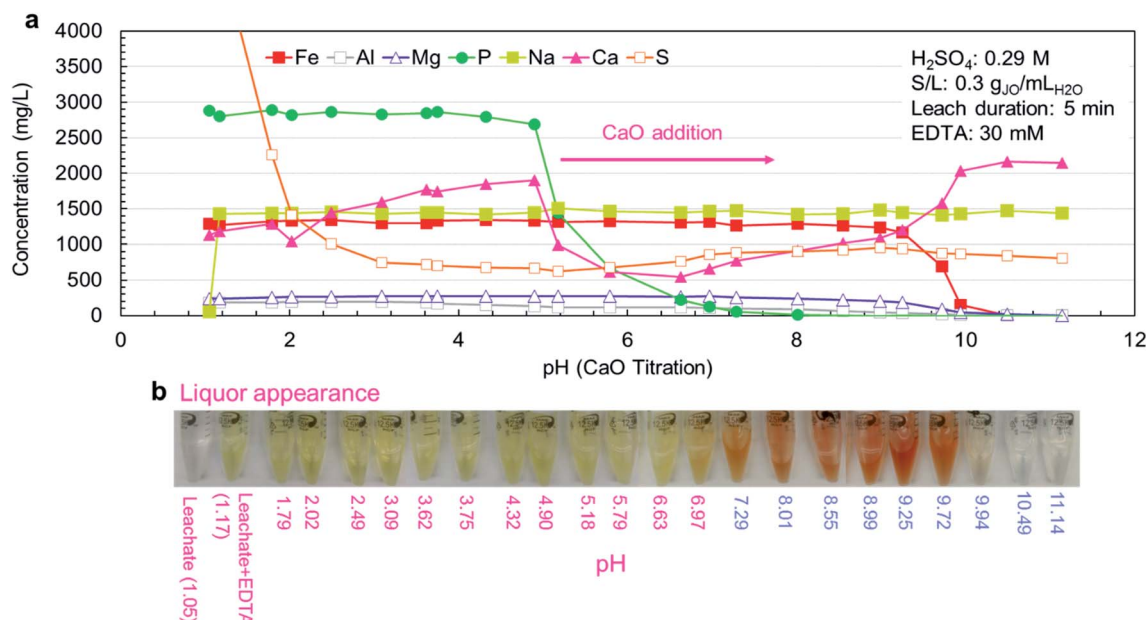 a
4000
3500
3000
2500
2000
1500
1000
500
0
Concentration (mg/L)
Fe Al Mg P Na Ca S
H2SO4: 0.29 M
S/L: 0.3 gJO/mLH2O
Leach duration: 5 min
EDTA: 30 mM
CaO addition
0 2 4 6 8 10 12
pH (CaO Titration)
b Liquor appearance
Leachate (1.05)
Leachate+EDTA
(1.17)
1.79
2.02
2.49
3.09
3.62
3.75
4.32
4.90
5.18
5.79
6.63
6.97
7.29
8.01
8.55
8.99
9.25
9.72
9.94
10.49
11.14
pH